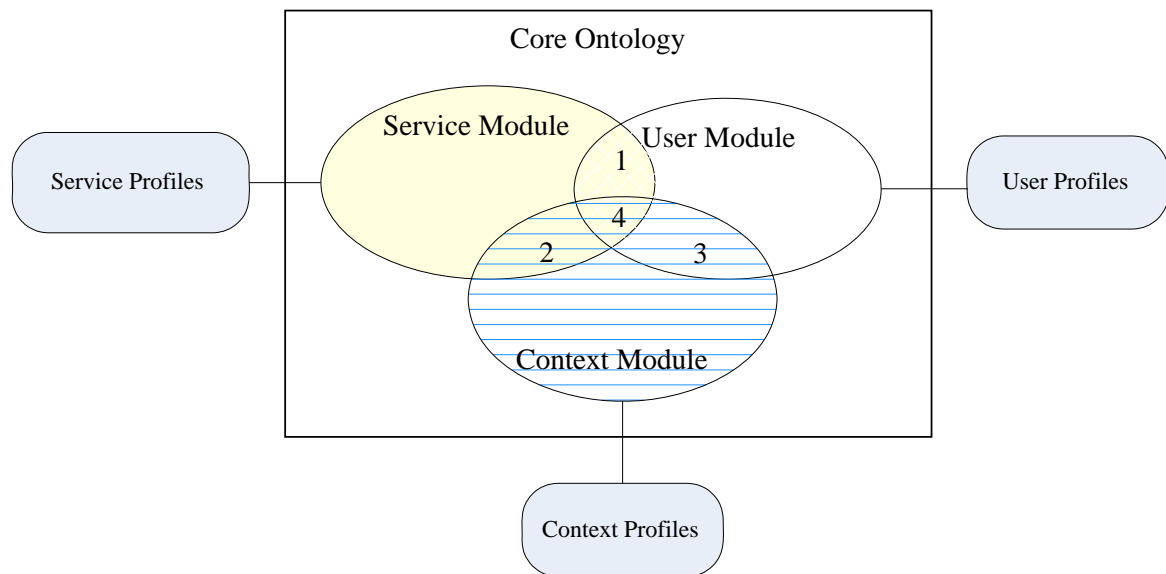 Core Ontology
Service Module
User Module
1
Service Profiles
User Profiles
4
2
3
Context Module
Context Profiles